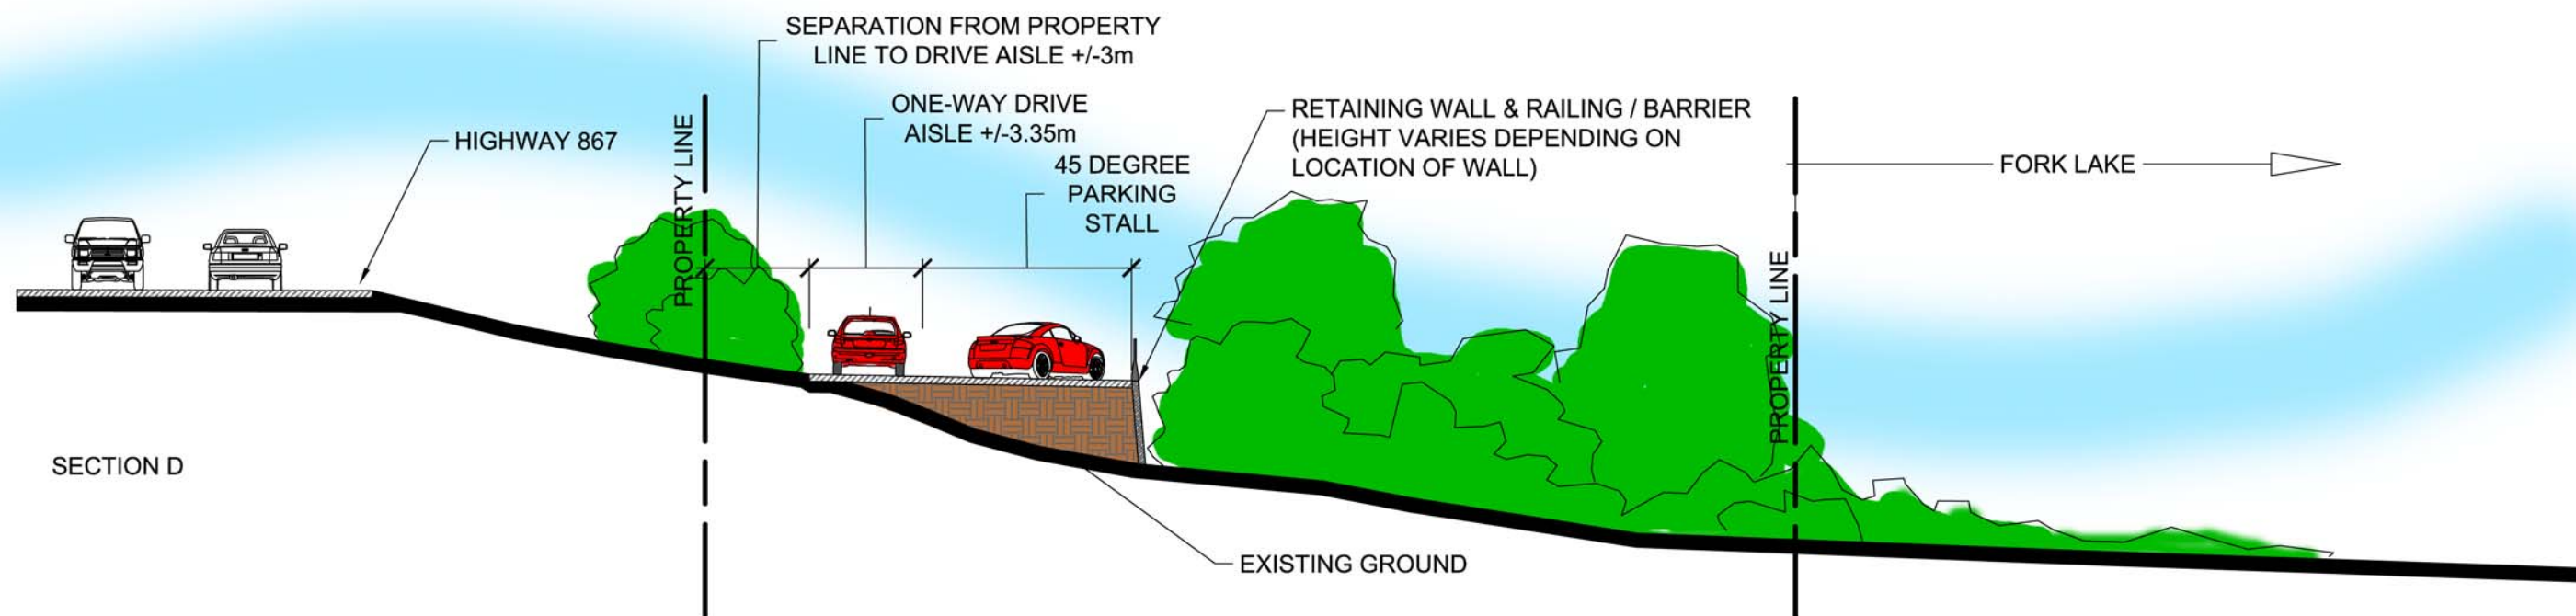 SEPARATION FROM PROPERTY
LINE TO DRIVE AISLE +/-3m
ONE-WAY DRIVE
AISLE +/-3.35m
45 DEGREE
PARKING
STALL
RETAINING WALL & RAILING / BARRIER
(HEIGHT VARIES DEPENDING ON
LOCATION OF WALL)
HIGHWAY 867
PROPERTY LINE
FORK LAKE
PROPERTY LINE
SECTION D
EXISTING GROUND